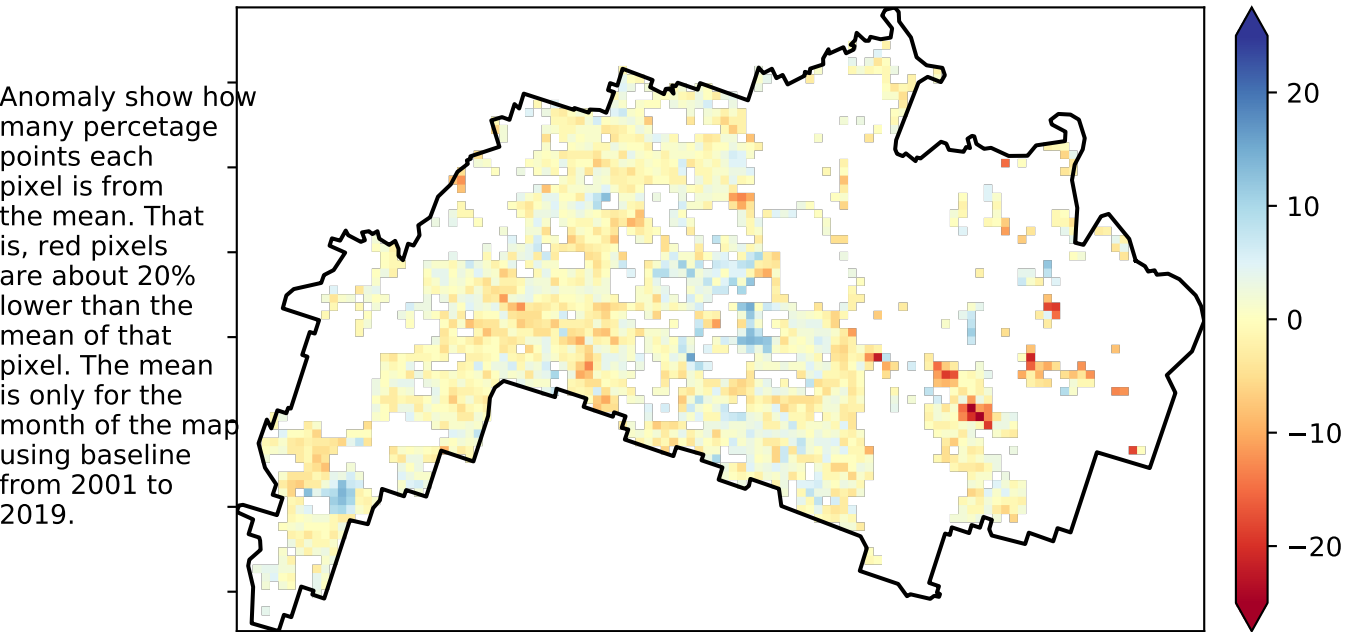 Anomaly show how
many percetage
points each
pixel is from
the mean. That
is, red pixels
are about 20%
lower than the
mean of that
pixel. The mean
is only for the
month of the map
using baseline
from 2001 to
2019.
20
10
0
−10
−20